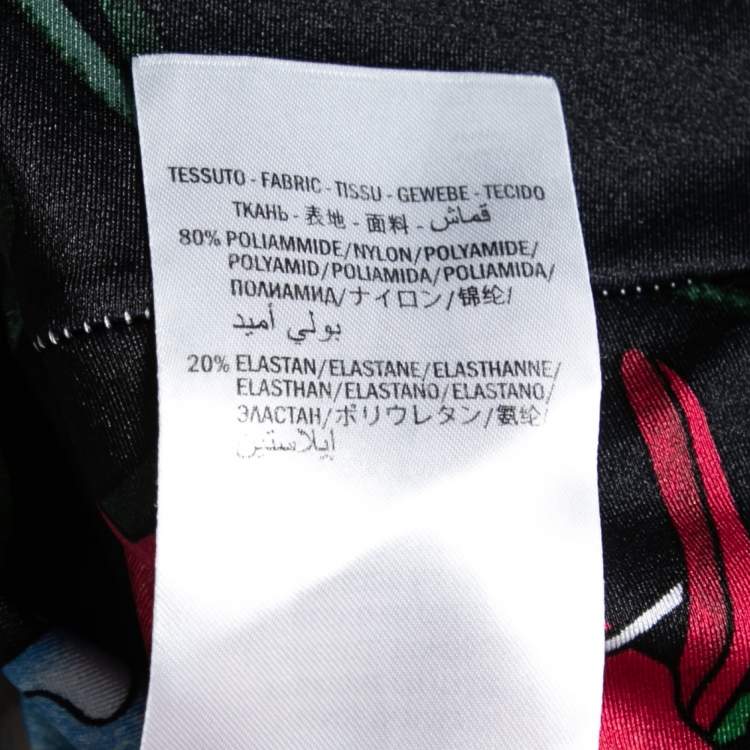 TESSUTO - FABRIC - TISSU - GEWEBE - TECIDO
ТКАНЬ - 表地 - 面料 - قماش
80% POLIAMMIDE/NYLON/POLYAMIDE/
POLYAMID/POLIAMIDA/POLIAMIDA/
ПОЛИАМИД/ナイロン/锦纶/
بولي أميد
20% ELASTAN/ELASTANE/ELASTHANNE/
ELASTHAN/ELASTANO/ELASTANO/
ЭЛАСТАН/ポリウレタン/氨纶/
إيلاستين